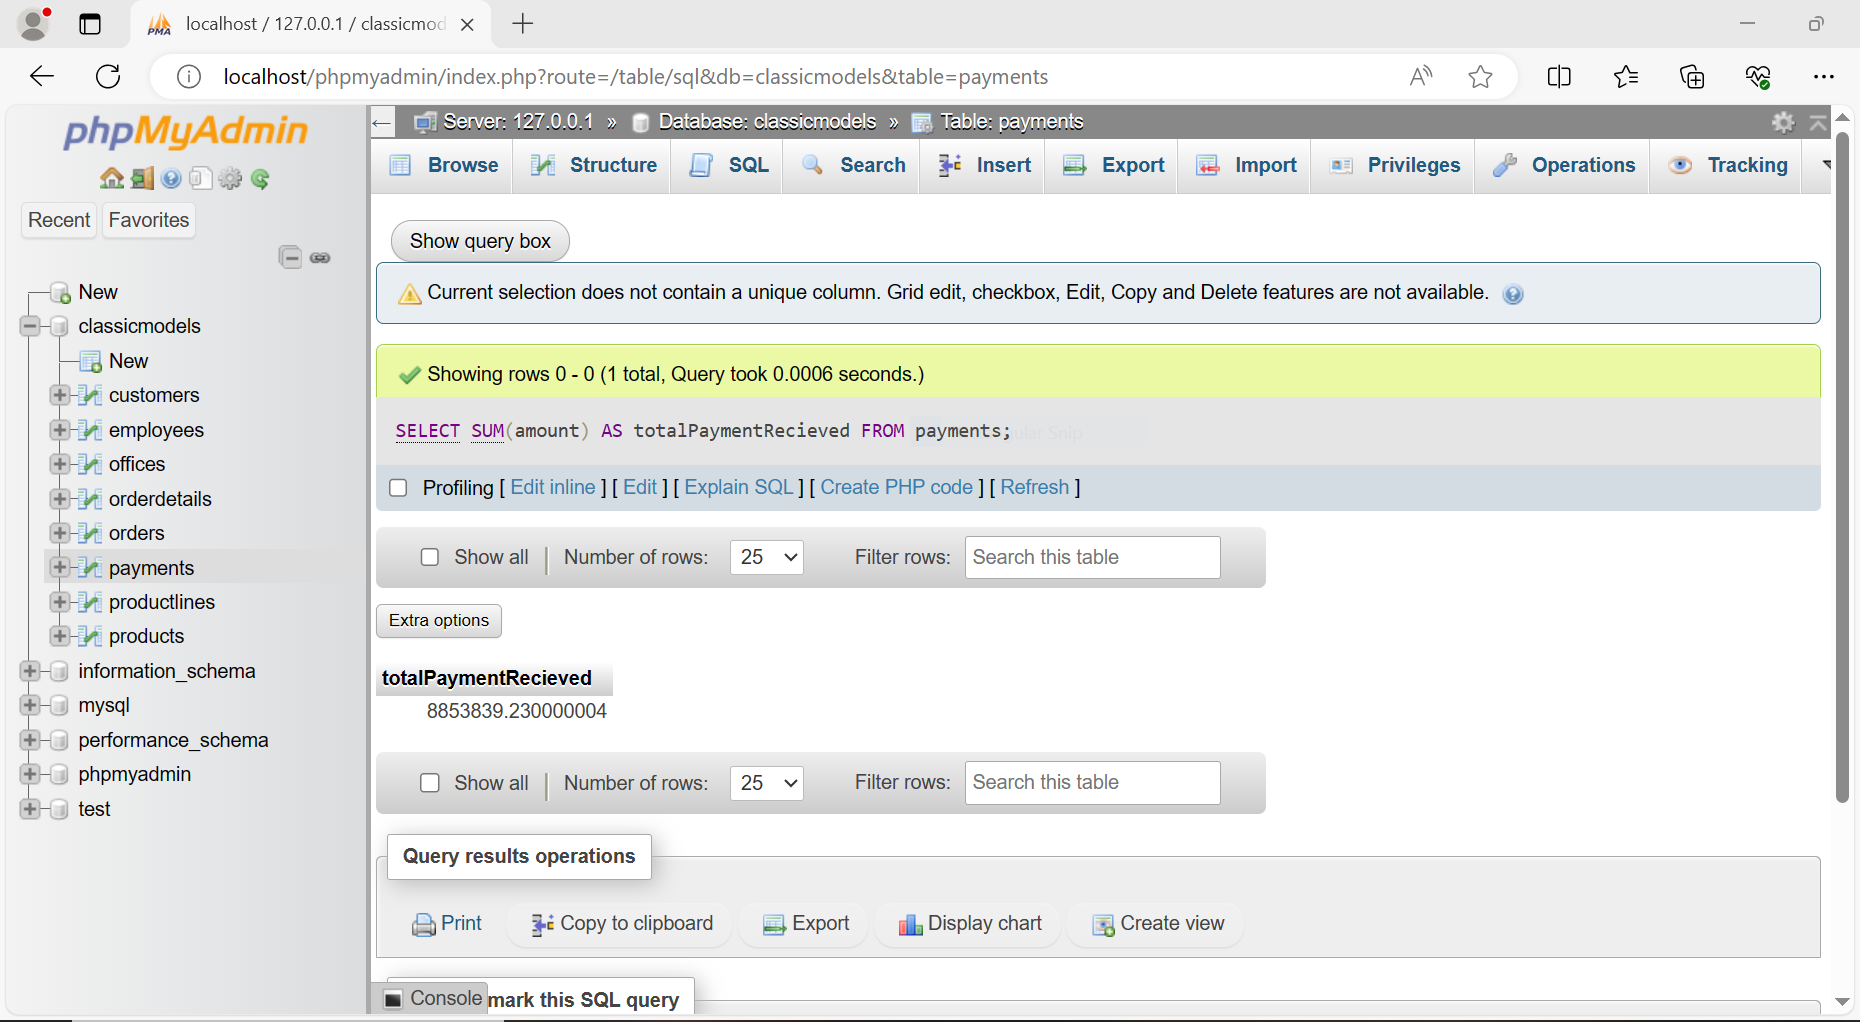 localhost / 127.0.0.1 / classicmod
localhost/phpmyadmin/index.php?route=/table/sql&db=classicmodels&table=payments
phpMyAdmin
Recent
Favorites
New
classicmodels
New
customers
employees
offices
orderdetails
orders
payments
productlines
products
information_schema
mysql
performance_schema
phpmyadmin
test
Server: 127.0.0.1 » Database: classicmodels » Table: payments
Browse Structure SQL Search Insert Export Import Privileges Operations Tracking
Show query box
Current selection does not contain a unique column. Grid edit, checkbox, Edit, Copy and Delete features are not available.
Showing rows 0 - 0 (1 total, Query took 0.0006 seconds.)
SELECT SUM(amount) AS totalPaymentRecieved FROM payments;
Profiling [ Edit inline ] [ Edit ] [ Explain SQL ] [ Create PHP code ] [ Refresh ]
Show all | Number of rows: 25 Filter rows: Search this table
Extra options
totalPaymentRecieved
8853839.230000004
Show all | Number of rows: 25 Filter rows: Search this table
Query results operations
Print Copy to clipboard Export Display chart Create view
Console mark this SQL query